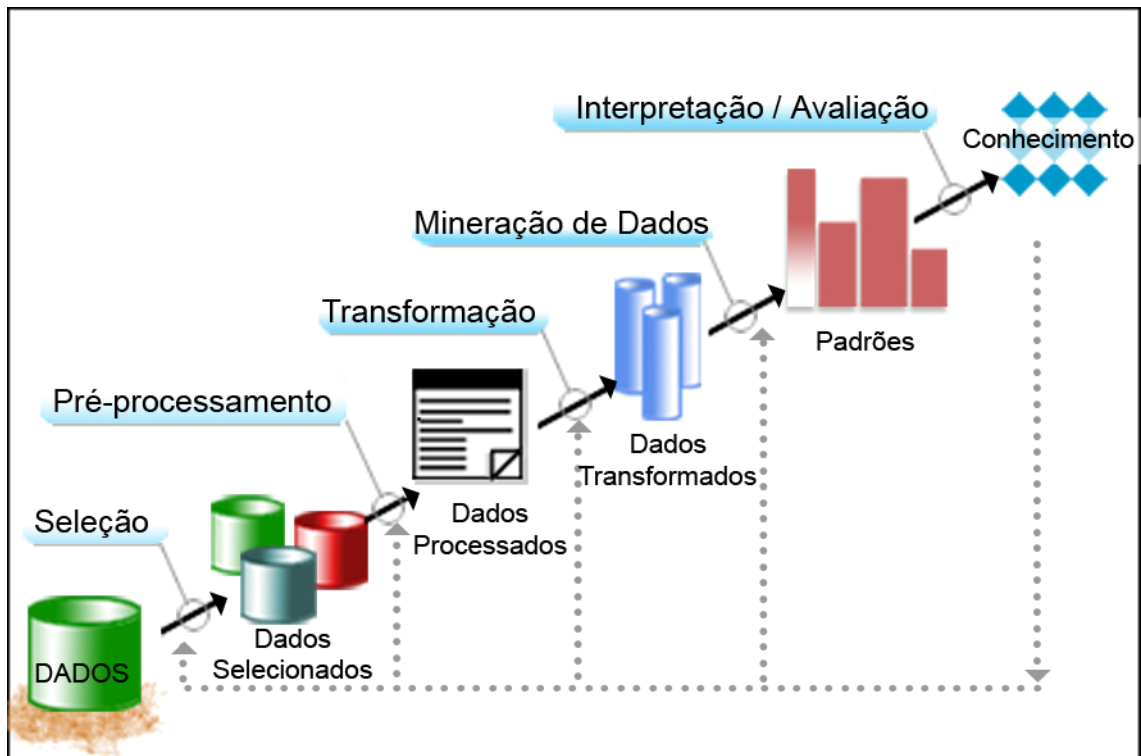 Interpretação / Avaliação
Conhecimento
Mineração de Dados
Padrões
Transformação
Dados
Transformados
Pré-processamento
Dados
Processados
Seleção
Dados
Selecionados
DADOS